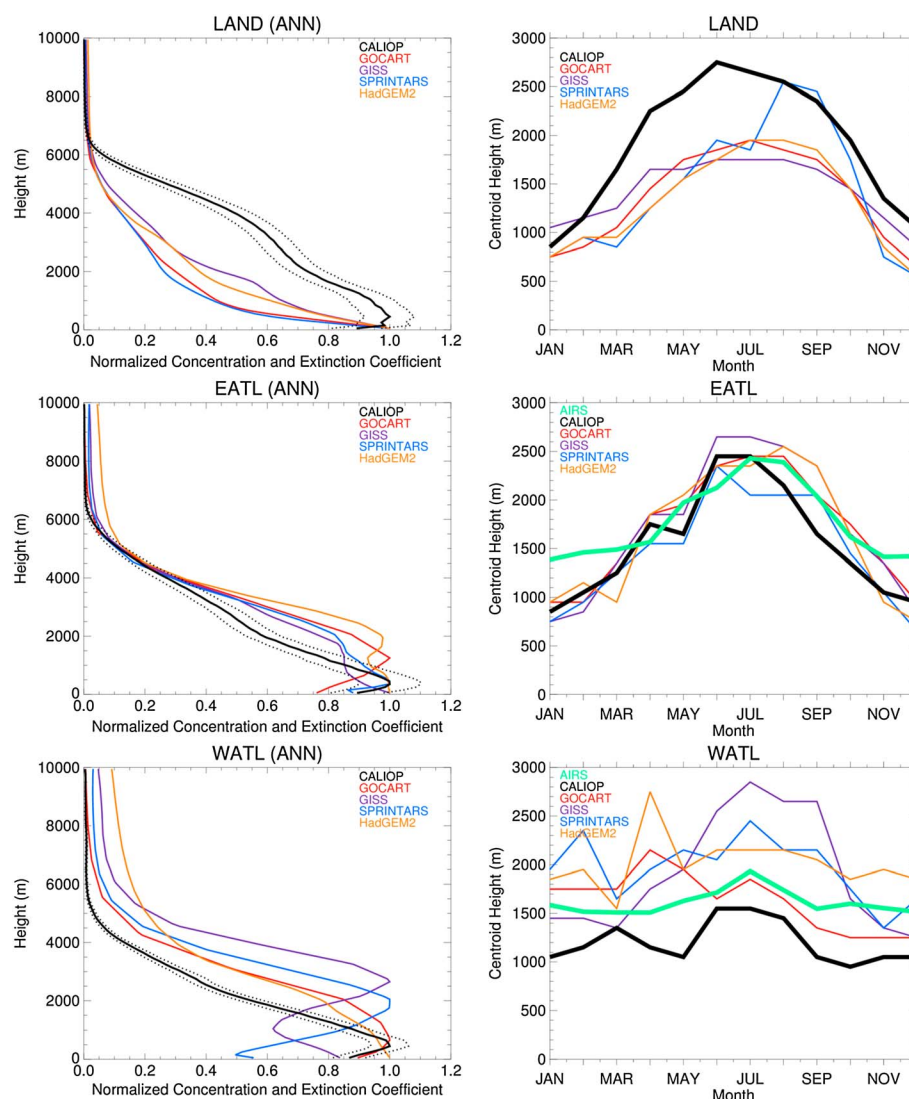 LAND (ANN)
10000
8000
6000
4000
2000
0
Height (m)
CALIOP
GOCART
GISS
SPRINTARS
HadGEM2
0.0 0.2 0.4 0.6 0.8 1.0 1.2
Normalized Concentration and Extinction Coefficient
LAND
3000
2500
2000
1500
1000
500
0
Centroid Height (m)
CALIOP
GOCART
GISS
SPRINTARS
HadGEM2
JAN MAR MAY JUL SEP NOV
Month
EATL (ANN)
10000
8000
6000
4000
2000
0
Height (m)
CALIOP
GOCART
GISS
SPRINTARS
HadGEM2
0.0 0.2 0.4 0.6 0.8 1.0 1.2
Normalized Concentration and Extinction Coefficient
EATL
3000
2500
2000
1500
1000
500
0
Centroid Height (m)
AIRS
CALIOP
GOCART
GISS
SPRINTARS
HadGEM2
JAN MAR MAY JUL SEP NOV
Month
WATL (ANN)
10000
8000
6000
4000
2000
0
Height (m)
CALIOP
GOCART
GISS
SPRINTARS
HadGEM2
0.0 0.2 0.4 0.6 0.8 1.0 1.2
Normalized Concentration and Extinction Coefficient
WATL
3000
2500
2000
1500
1000
500
0
Centroid Height (m)
AIRS
CALIOP
GOCART
GISS
SPRINTARS
HadGEM2
JAN MAR MAY JUL SEP NOV
Month